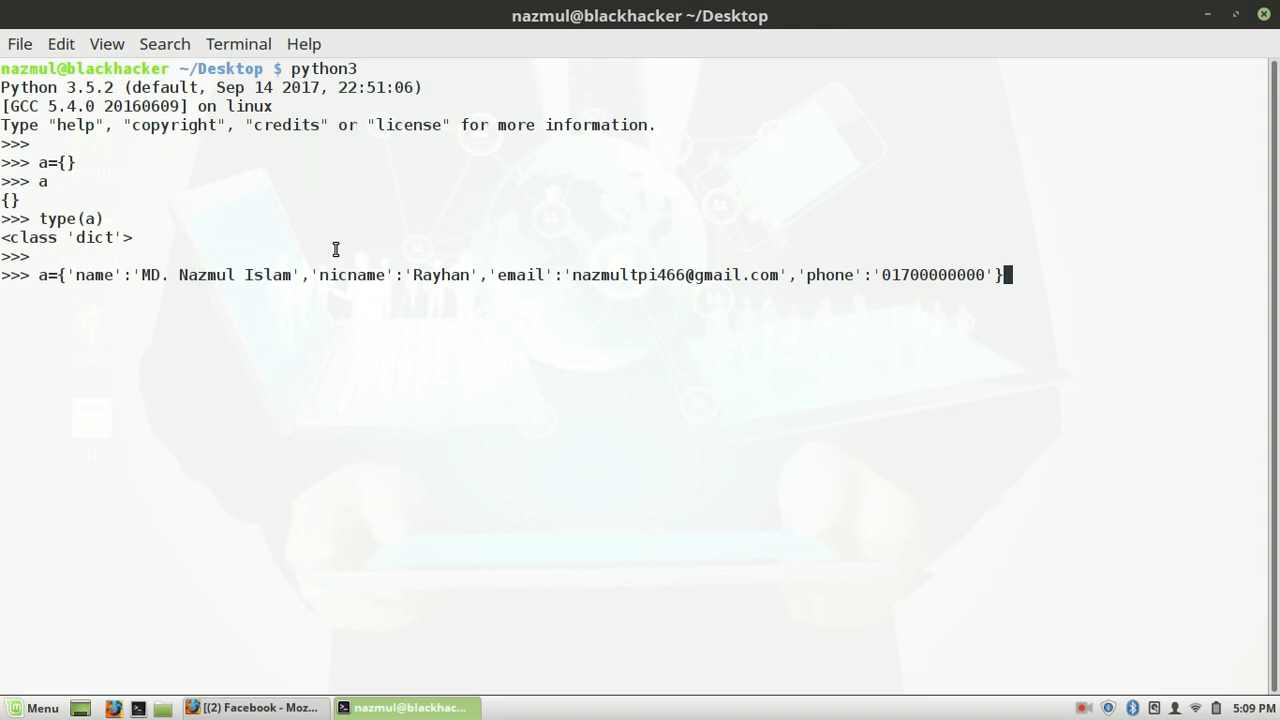 nazmul@blackhacker ~/Desktop
File Edit View Search Terminal Help
nazmul@blackhacker ~/Desktop $ python3
Python 3.5.2 (default, Sep 14 2017, 22:51:06)
[GCC 5.4.0 20160609] on linux
Type "help", "copyright", "credits" or "license" for more information.
>>>
>>> a={}
>>> a
{}
>>> type(a)
<class 'dict'>
>>>
>>> a={'name':'MD. Nazmul Islam','nicname':'Rayhan','email':'nazmultpi466@gmail.com','phone':'01700000000'}
Trash
Menu
[(2) Facebook - Moz...
nazmul@blackhac...
5:09 PM